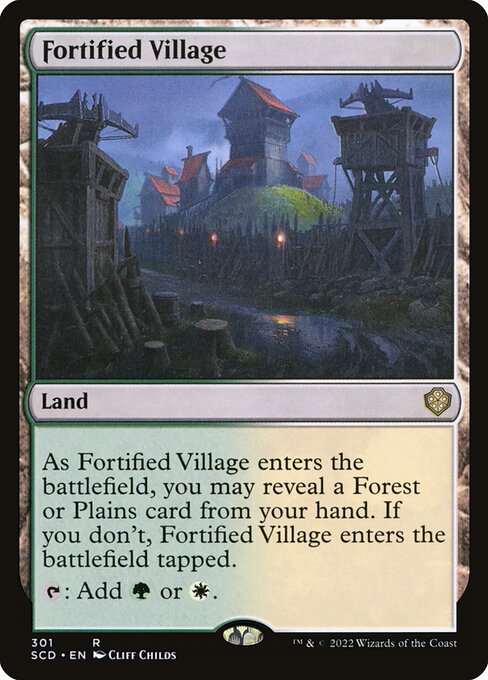 Fortified Village
Land
As Fortified Village enters the
battlefield, you may reveal a Forest
or Plains card from your hand. If
you don't, Fortified Village enters the
battlefield tapped.
: Add or .
301 R
SCD • EN Cliff Childs
™ & © 2022 Wizards of the Coast